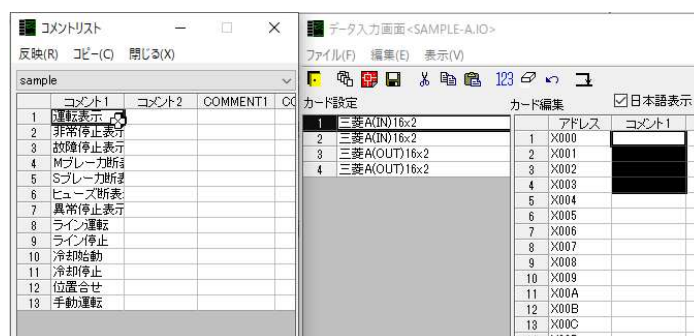 コメントリスト
反映(R) コピー(C) 閉じる(X)
sample
コメント1 コメント2 COMMENT1 CO
1 運転表示
2 非常停止表示
3 故障停止表示
4 Mブレーカ断
5 Sブレーカ断
6 ヒューズ断表
7 異常停止表示
8 ライン運転
9 ライン停止
10 冷却始動
11 冷却停止
12 位置合せ
13 手動運転
データ入力画面<SAMPLE-A.IO>
ファイル(F) 編集(E) 表示(V)
123
カード設定
1 三菱A(IN)16x2
2 三菱A(IN)16x2
3 三菱A(OUT)16x2
4 三菱A(OUT)16x2
カード編集 日本語表示
アドレス コメント1
1 X000
2 X001
3 X002
4 X003
5 X004
6 X005
7 X006
8 X007
9 X008
10 X009
11 X00A
12 X00B
13 X00C